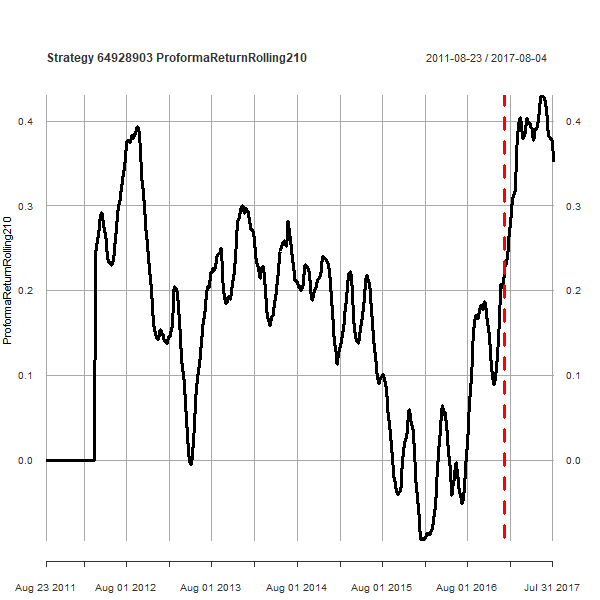 Strategy 64928903 ProformaReturnRolling210
2011-08-23 / 2017-08-04
ProformaReturnRolling210
0.4
0.4
0.3
0.3
0.2
0.2
0.1
0.1
0.0
0.0
Aug 23 2011
Aug 01 2012
Aug 01 2013
Aug 01 2014
Aug 01 2015
Aug 01 2016
Jul 31 2017